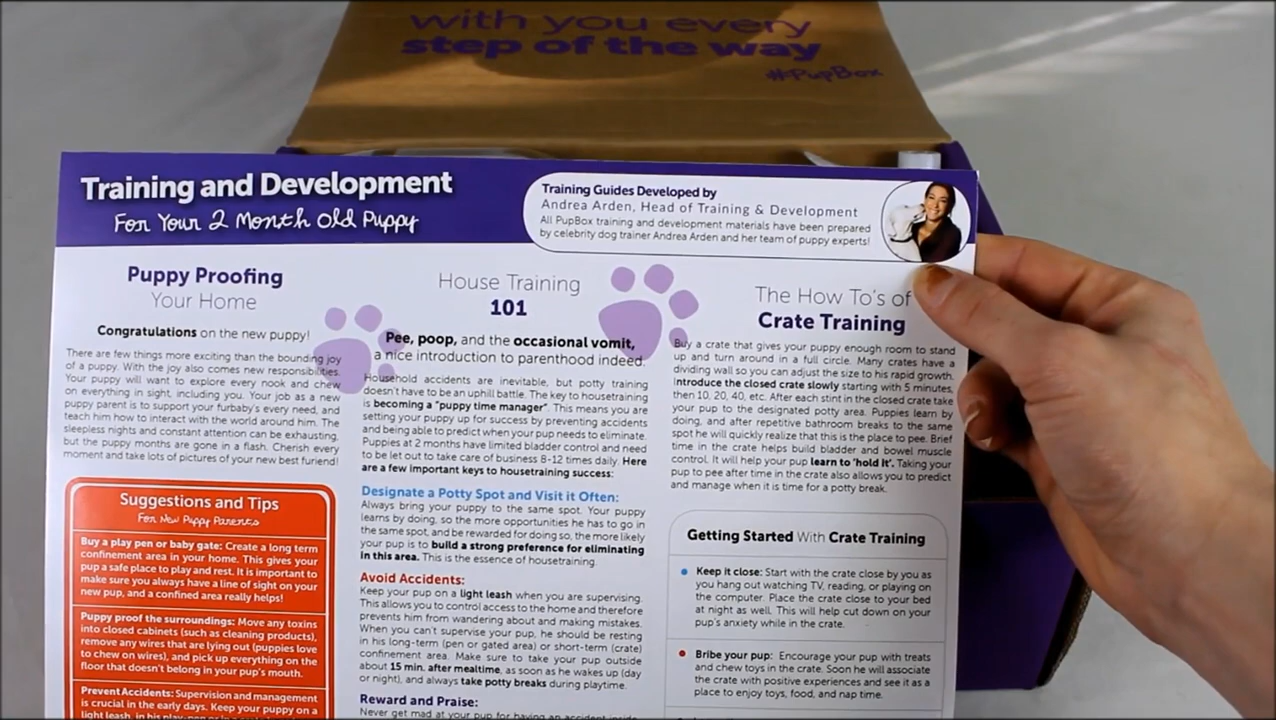 with you every
step of the way
#PupBox
Training and Development
For Your 2 Month Old Puppy
Training Guides Developed by
Andrea Arden, Head of Training & Development
All PupBox training and development materials have been prepared
by celebrity dog trainer Andrea Arden and her team of puppy experts!
Puppy Proofing
Your Home
Congratulations on the new puppy!
There are few things more exciting than the bounding joy
of a puppy. With the joy also comes new responsibilities.
Your puppy will want to explore every nook and chew
on everything in sight, including you. Your job as a new
puppy parent is to support your furbaby's every need, and
teach him how to interact with the world around him. The
sleepless nights and constant attention can be exhausting,
but the puppy months are gone in a flash. Cherish every
moment and take lots of pictures of your new best furiend!
Suggestions and Tips
For New Puppy Parents
Buy a play pen or baby gate: Create a long term
confinement area in your home. This gives your
pup a safe place to play and rest. It is important to
make sure you always have a line of sight on your
new pup, and a confined area really helps!
Puppy proof the surroundings: Move any toxins
into closed cabinets (such as cleaning products),
remove any wires that are lying out (puppies love
to chew on wires), and pick up everything on the
floor that doesn't belong in your pup's mouth.
Prevent Accidents: Supervision and management
is crucial in the early days. Keep your puppy on a
light leash, in his play-pen or in a
House Training
101
Pee, poop, and the occasional vomit,
a nice introduction to parenthood indeed.
Household accidents are inevitable, but potty training
doesn't have to be an uphill battle. The key to housetraining
is becoming a "puppy time manager". This means you are
setting your puppy up for success by preventing accidents
and being able to predict when your pup needs to eliminate.
Puppies at 2 months have limited bladder control and need
to be let out to take care of business 8-12 times daily. Here
are a few important keys to housetraining success:
Designate a Potty Spot and Visit it Often:
Always bring your puppy to the same spot. Your puppy
learns by doing, so the more opportunities he has to go in
the same spot, and be rewarded for doing so, the more likely
your pup is to build a strong preference for eliminating
in this area. This is the essence of housetraining.
Avoid Accidents:
Keep your pup on a light leash when you are supervising.
This allows you to control access to the home and therefore
prevents him from wandering about and making mistakes.
When you can't supervise your pup, he should be resting
in his long-term (pen or gated area) or short-term (crate)
confinement area. Make sure to take your pup outside
about 15 min. after mealtime, as soon as he wakes up (day
or night), and always take potty breaks during playtime.
Reward and Praise:
Never get mad at your pup for having an accident inside
The How To's of
Crate Training
Buy a crate that gives your puppy enough room to stand
up and turn around in a full circle. Many crates have a
dividing wall so you can adjust the size to his rapid growth.
Introduce the closed crate slowly starting with 5 minutes,
then 10, 20, 40, etc. After each stint in the closed crate take
your pup to the designated potty area. Puppies learn by
doing, and after repetitive bathroom breaks to the same
spot he will quickly realize that this is the place to pee. Brief
time in the crate helps build bladder and bowel muscle
control. It will help your pup learn to 'hold it'. Taking your
pup to pee after time in the crate also allows you to predict
and manage when it is time for a potty break.
Getting Started With Crate Training
Keep it close: Start with the crate close by you as
you hang out watching TV, reading, or playing on
the computer. Place the crate close to your bed
at night as well. This will help cut down on your
pup's anxiety while in the crate.
Bribe your pup: Encourage your pup with treats
and chew toys in the crate. Soon he will associate
the crate with positive experiences and see it as a
place to enjoy toys, food, and nap time.